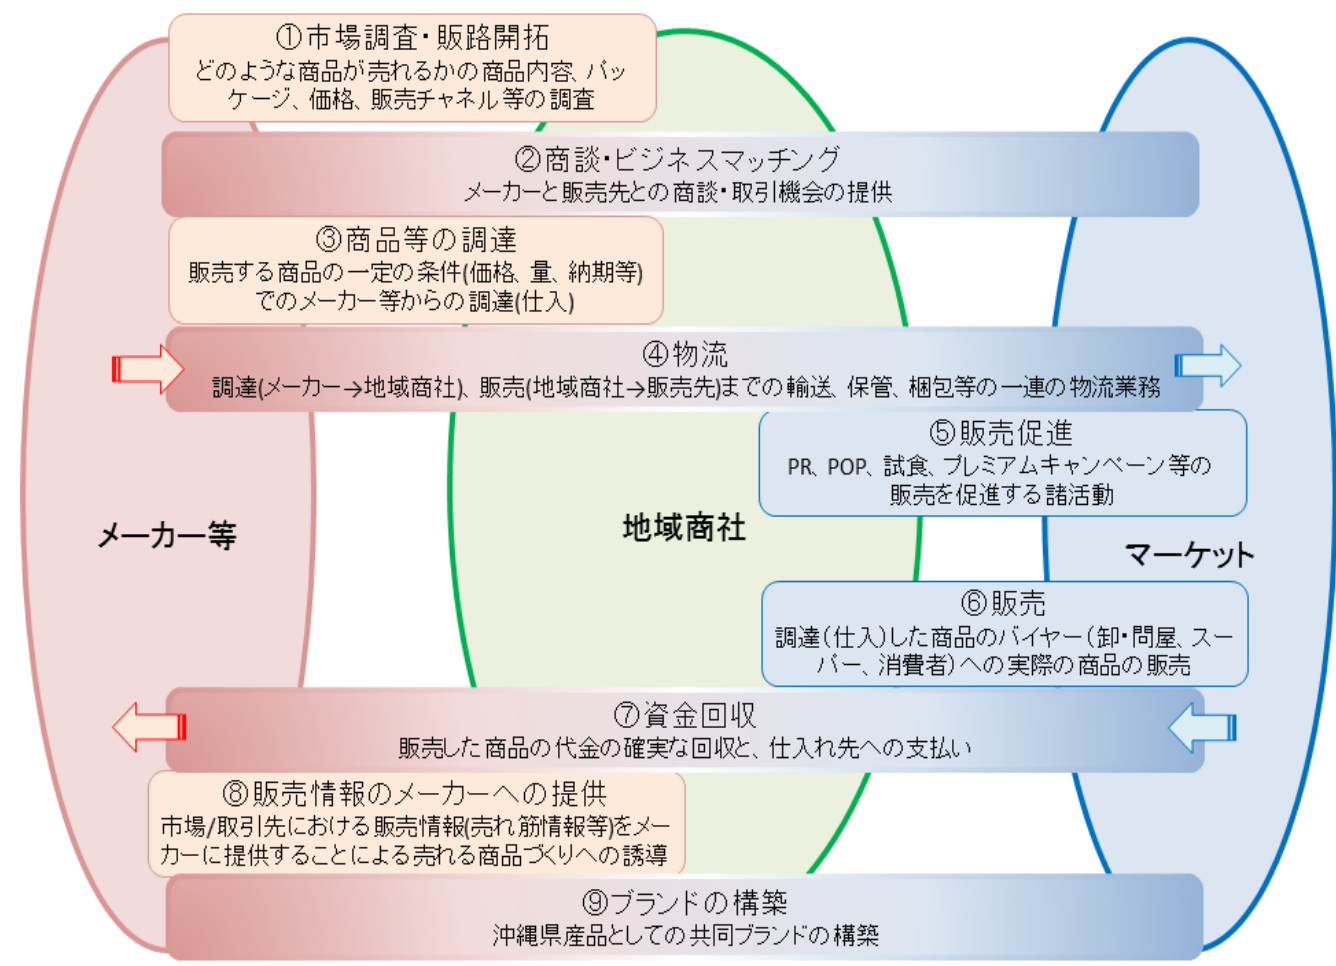 ①市場調査・販路開拓
どのような商品が売れるかの商品内容、パッ
ケージ、価格、販売チャネル等の調査
②商談・ビジネスマッチング
メーカーと販売先との商談・取引機会の提供
③商品等の調達
販売する商品の一定の条件(価格、量、納期等)
でのメーカー等からの調達(仕入)
④物流
調達(メーカー→地域商社)、販売(地域商社→販売先)までの輸送、保管、梱包等の一連の物流業務
⑤販売促進
PR、POP、試食、プレミアムキャンペーン等の
販売を促進する諸活動
メーカー等
地域商社
マーケット
⑥販売
調達(仕入)した商品のバイヤー(卸・問屋、スー
パー、消費者)への実際の商品の販売
⑦資金回収
販売した商品の代金の確実な回収と、仕入れ先への支払い
⑧販売情報のメーカーへの提供
市場/取引先における販売情報(売れ筋情報等)をメー
カーに提供することによる売れる商品づくりへの誘導
⑨ブランドの構築
沖縄県産品としての共同ブランドの構築